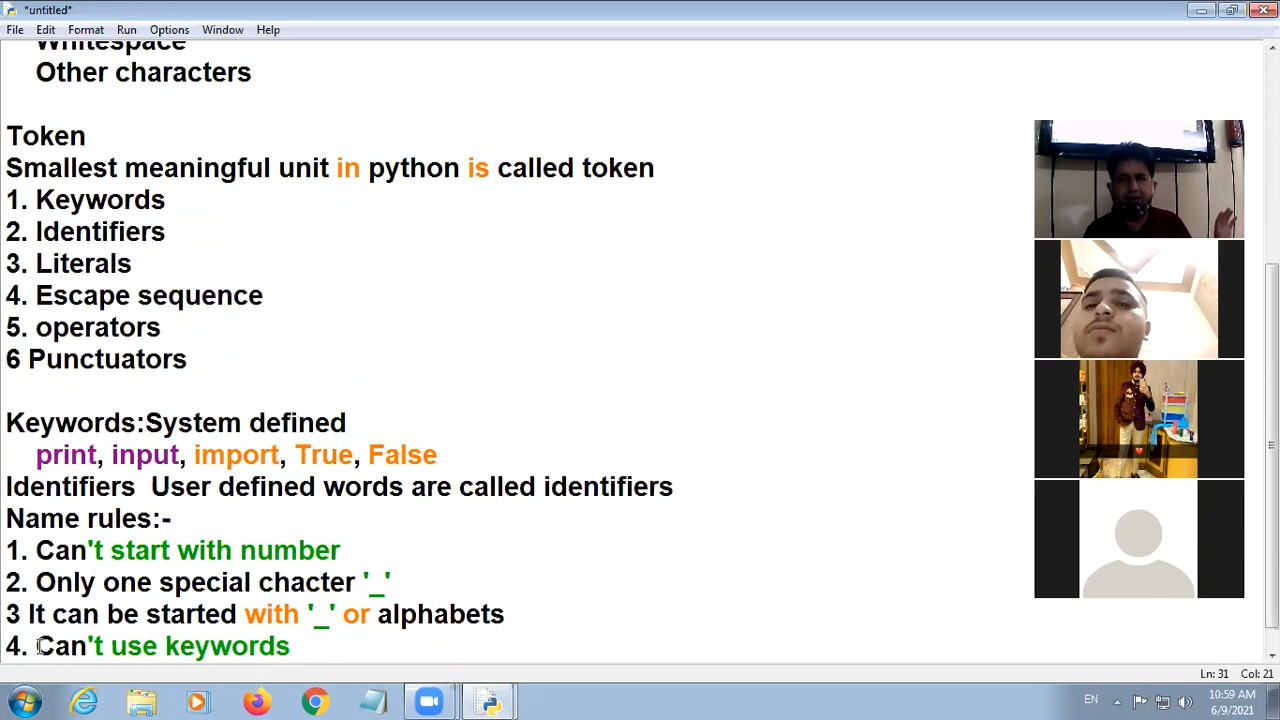 *untitled*
File Edit Format Run Options Window Help
Whitespace
Other characters
Token
Smallest meaningful unit in python is called token
1. Keywords
2. Identifiers
3. Literals
4. Escape sequence
5. operators
6 Punctuators
Keywords:System defined
print, input, import, True, False
Identifiers  User defined words are called identifiers
Name rules:-
1. Can't start with number
2. Only one special chacter '_'
3 It can be started with '_' or alphabets
4. Can't use keywords
Ln: 31 Col: 21
EN
10:59 AM
6/9/2021